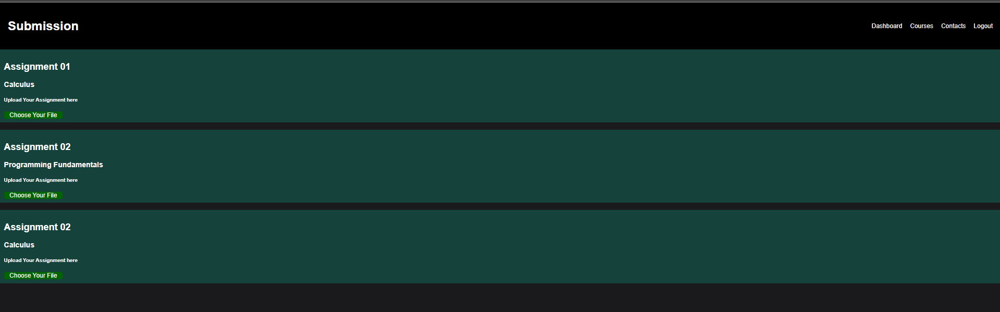 Submission
Dashboard Courses Contacts Logout
Assignment 01
Calculus
Upload Your Assignment here
Choose Your File
Assignment 02
Programming Fundamentals
Upload Your Assignment here
Choose Your File
Assignment 02
Calculus
Upload Your Assignment here
Choose Your File